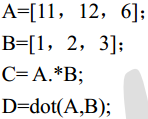 A=[11，12，6];
B=[1，2，3];
C= A.*B;
D=dot(A,B);